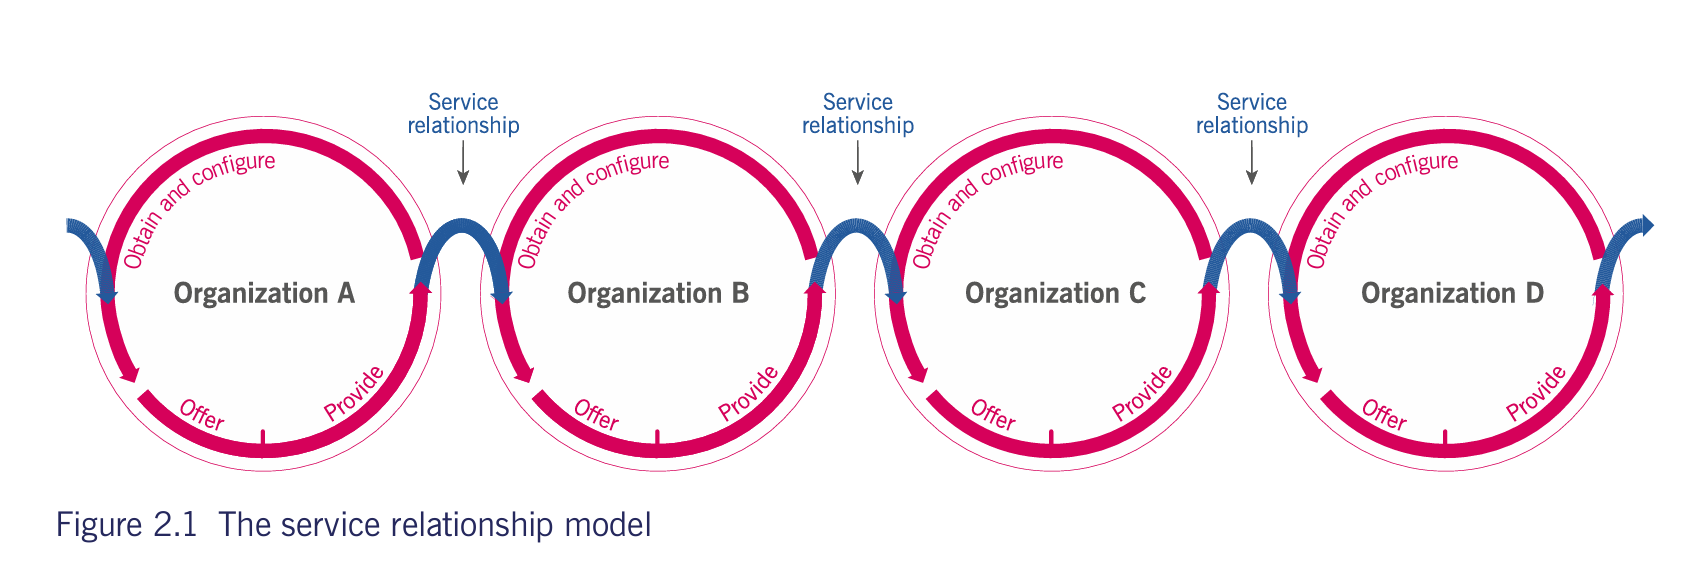 Service
relationship
Service
relationship
Service
relationship
Obtain and configure
Obtain and configure
Obtain and configure
Obtain and configure
Organization A
Organization B
Organization C
Organization D
Offer
Provide
Offer
Provide
Offer
Provide
Offer
Provide
Figure 2.1 The service relationship model